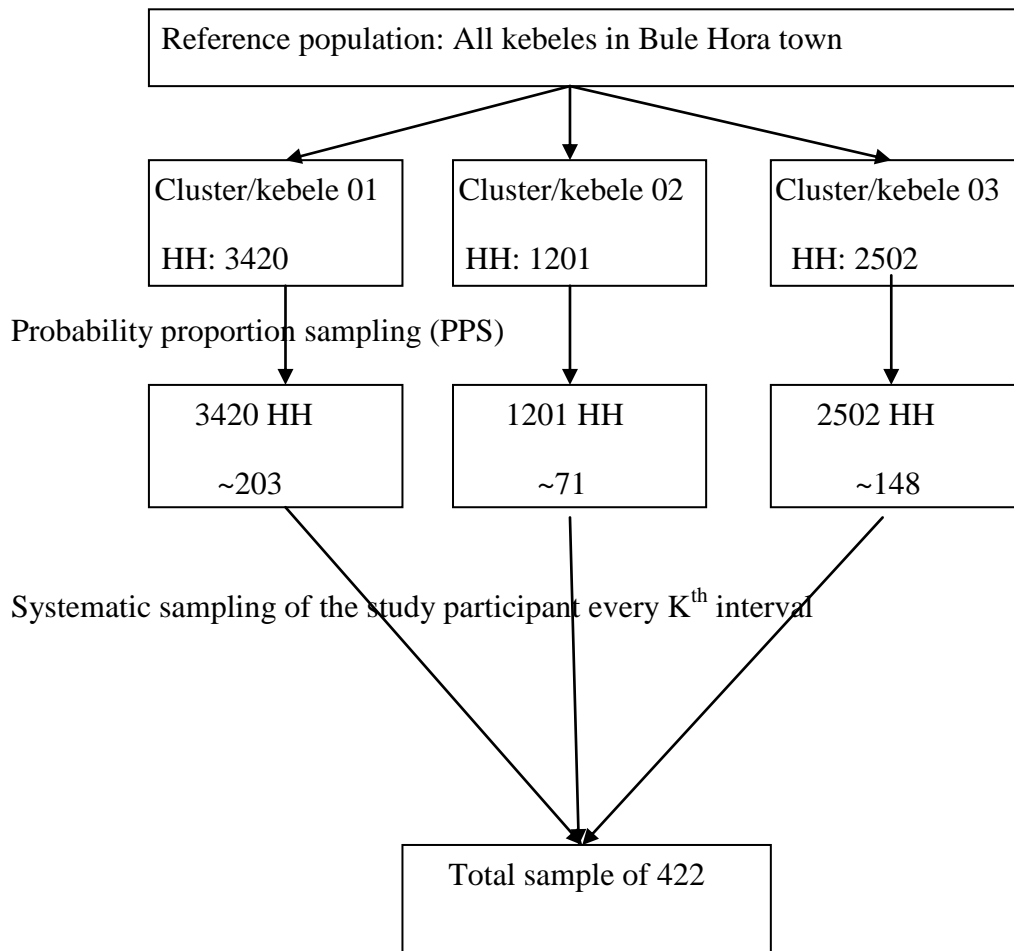 Reference population: All kebeles in Bule Hora town
Cluster/kebele 01
HH: 3420
Cluster/kebele 02
HH: 1201
Cluster/kebele 03
HH: 2502
Probability proportion sampling (PPS)
3420 HH
~203
1201 HH
~71
2502 HH
~148
Systematic sampling of the study participant every Kth interval
Total sample of 422